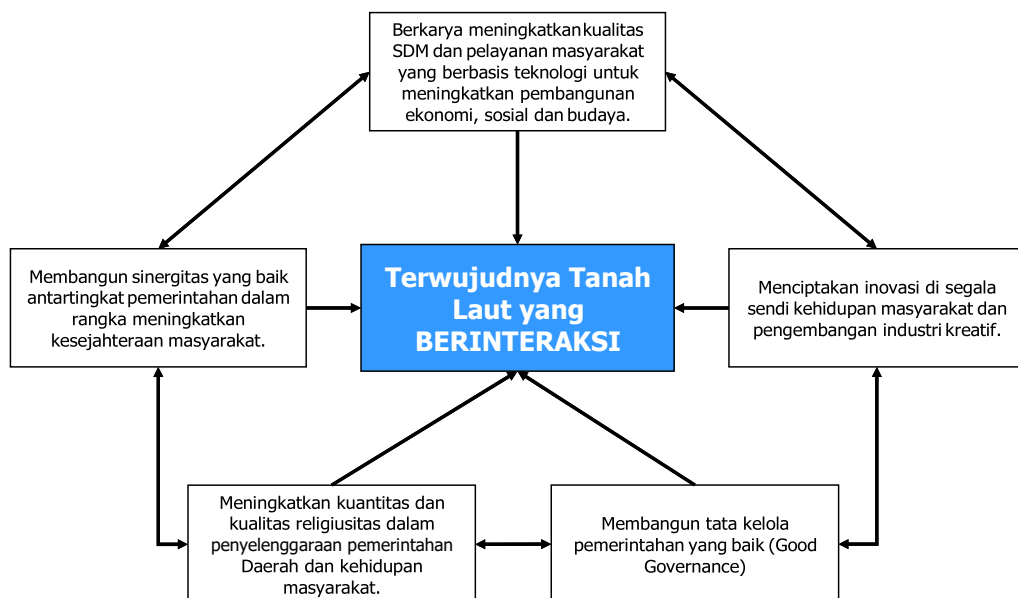 Berkarya meningkatkan kualitas
SDM dan pelayanan masyarakat
yang berbasis teknologi untuk
meningkatkan pembangunan
ekonomi, sosial dan budaya.
Membangun sinergitas yang baik
antartingkat pemerintahan dalam
rangka meningkatkan
kesejahteraan masyarakat.
Terwujudnya Tanah
Laut yang
BERINTERAKSI
Menciptakan inovasi di segala
sendi kehidupan masyarakat dan
pengembangan industri kreatif.
Meningkatkan kuantitas dan
kualitas religiusitas dalam
penyelenggaraan pemerintahan
Daerah dan kehidupan
masyarakat.
Membangun tata kelola
pemerintahan yang baik (Good
Governance)